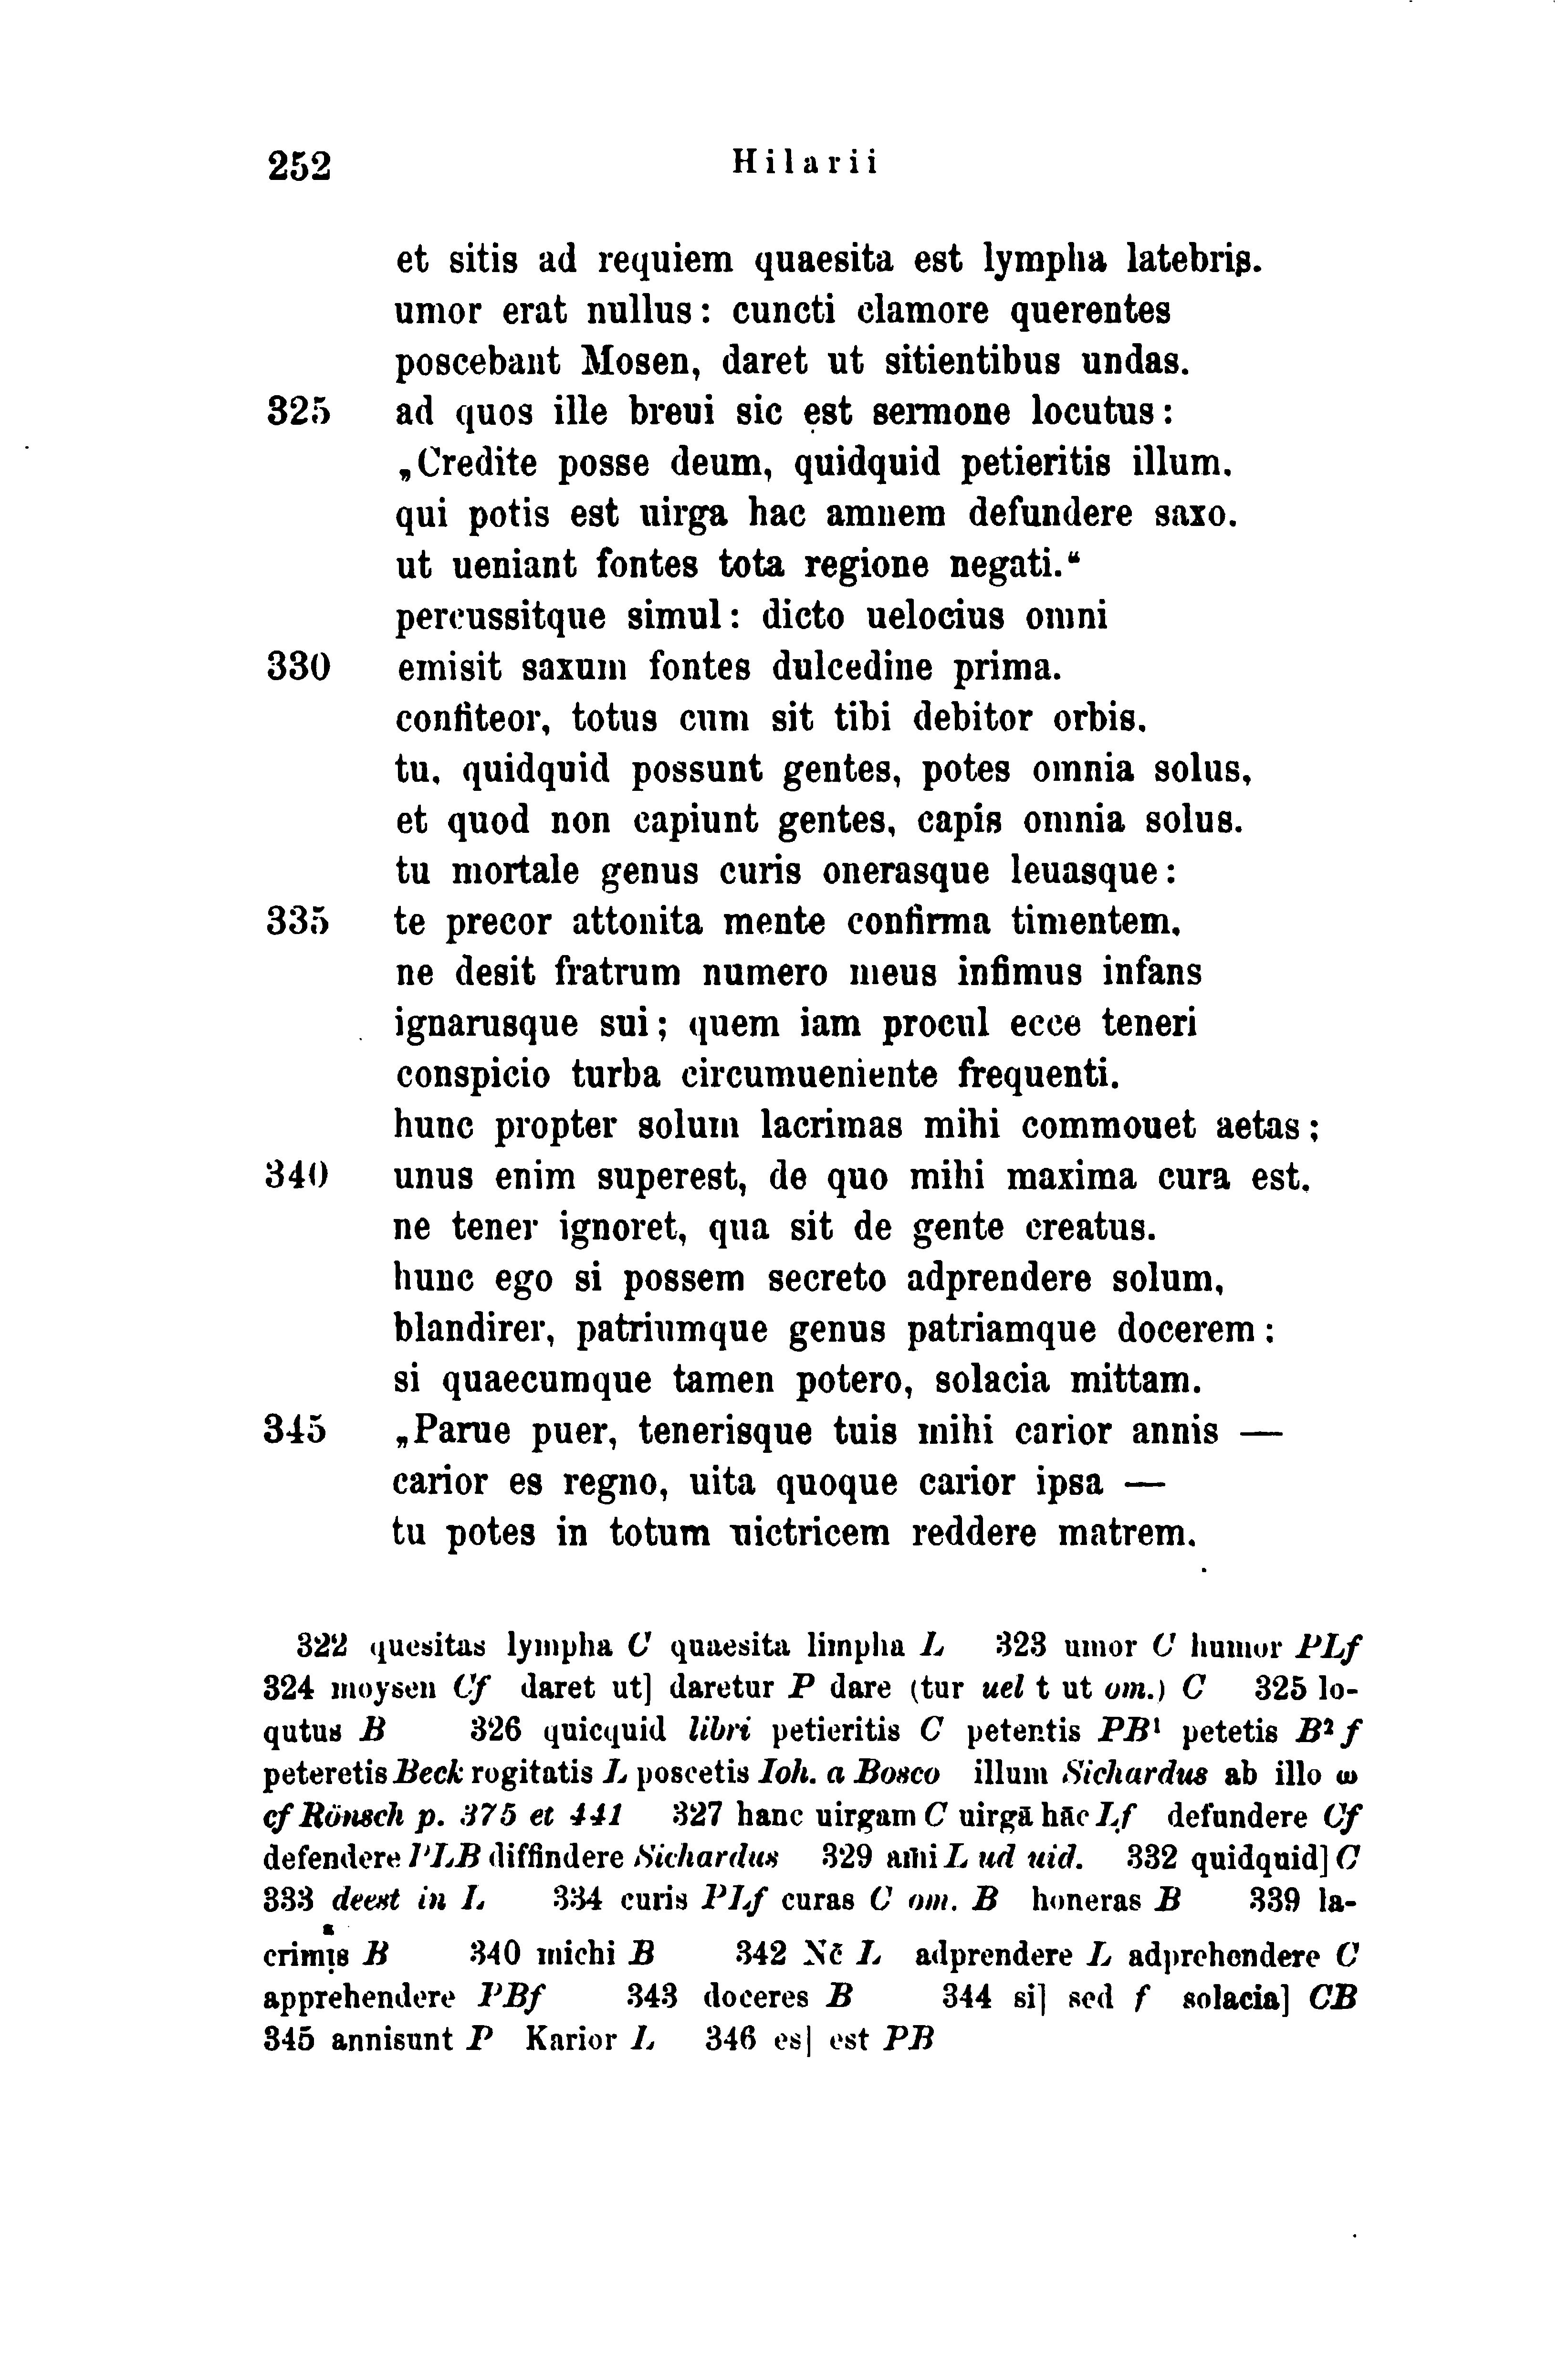 252 Hilarii
et sitis ad requiem quaesita est lympha latebris.
umor erat nullus: cuncti clamore querentes
poscebant Mosen, daret ut sitientibus undas.
325 ad quos ille breui sic est sermone locutus:
„Credite posse deum, quidquid petieritis illum.
qui potis est uirga hac amnem defundere saxo.
ut ueniant fontes tota regione negati.“
percussitque simul: dicto uelocius omni
330 emisit saxum fontes dulcedine prima.
confiteor, totus cum sit tibi debitor orbis.
tu, quidquid possunt gentes, potes omnia solus,
et quod non capiunt gentes, capis omnia solus.
tu mortale genus curis onerasque leuasque:
335 te precor attonita mente confirma timentem,
ne desit fratrum numero meus infimus infans
ignarusque sui; quem iam procul ecce teneri
conspicio turba circumueniente frequenti.
hunc propter solum lacrimas mihi commouet aetas;
340 unus enim superest, de quo mihi maxima cura est.
ne tener ignoret, qua sit de gente creatus.
hunc ego si possem secreto adprendere solum,
blandirer, patriumque genus patriamque docerem:
si quaecumque tamen potero, solacia mittam.
345 „Parue puer, tenerisque tuis mihi carior annis —
carior es regno, uita quoque carior ipsa —
tu potes in totum uictricem reddere matrem.
322 quesitas lympha C quaesita limpha L 323 umor C humor PLf
324 moysen Cf daret ut] daretur P dare (tur uel t ut om.) C 325 lo-
qutus B 326 quicquid libri petieritis C petentis PB¹ petetis B² f
peteretis Beck rogitatis L poscetis Ioh. a Bosco illum Sichardus ab illo ω
cf Rönsch p. 375 et 441 327 hanc uirgam C uirgā hāc Lf defundere Cf
defendere PLB diffindere Sichardus 329 am̄i L ud uid. 332 quidquid] C
333 deest in L 334 curis PLf curas C om. B honeras B 339 la-
crimịs B 340 michi B 342 Nc̄ L adprendere L adprehendere C
apprehendere PBf 343 doceres B 344 si] sed f solacia] CB
345 annisunt P Karior L 346 es] est PB